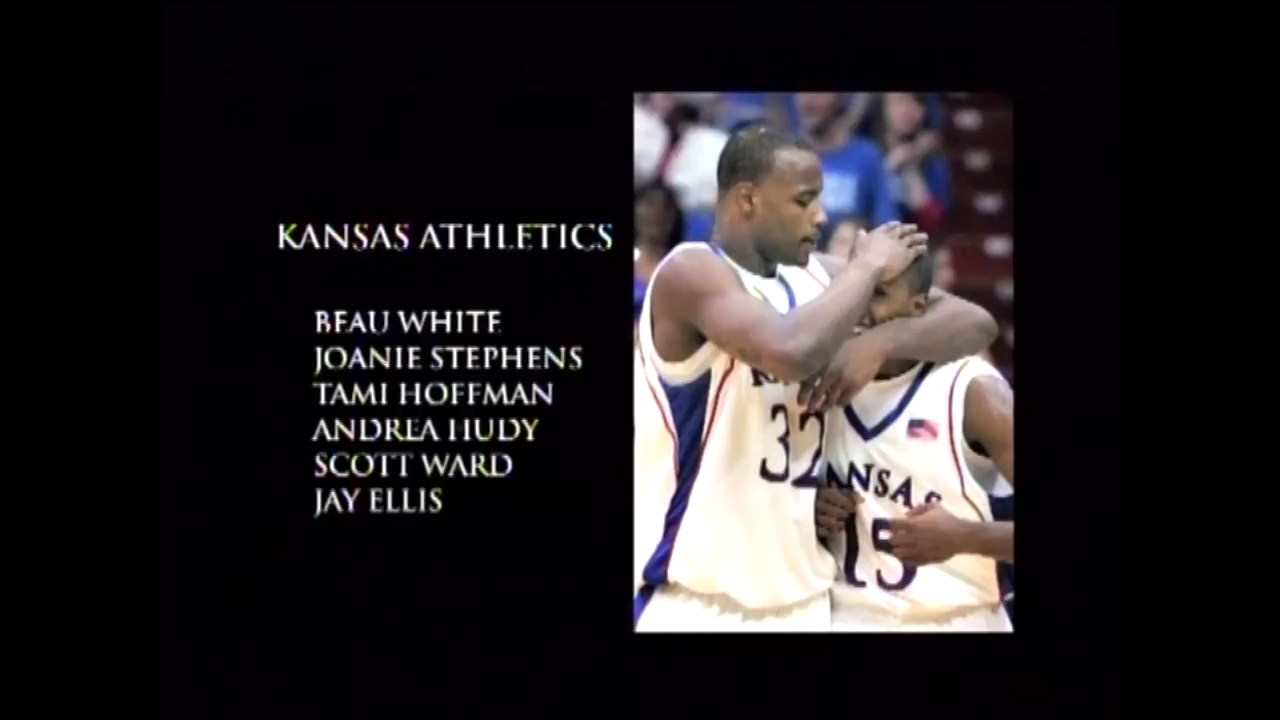 KANSAS ATHLETICS
BEAU WHITE
JOANIE STEPHENS
TAMI HOFFMAN
ANDREA HUDY
SCOTT WARD
JAY ELLIS
32
KANSAS
15